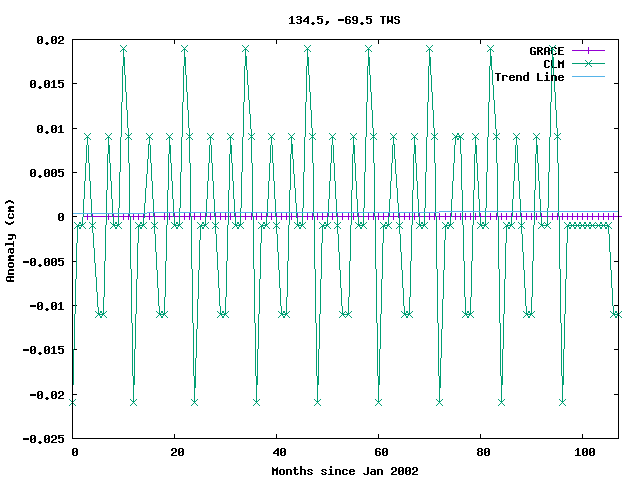 134.5, -69.5 TWS
GRACE
CLM
Trend Line
0.02
0.015
0.01
0.005
0
-0.005
-0.01
-0.015
-0.02
-0.025
Anomaly (cm)
0 20 40 60 80 100
Months since Jan 2002